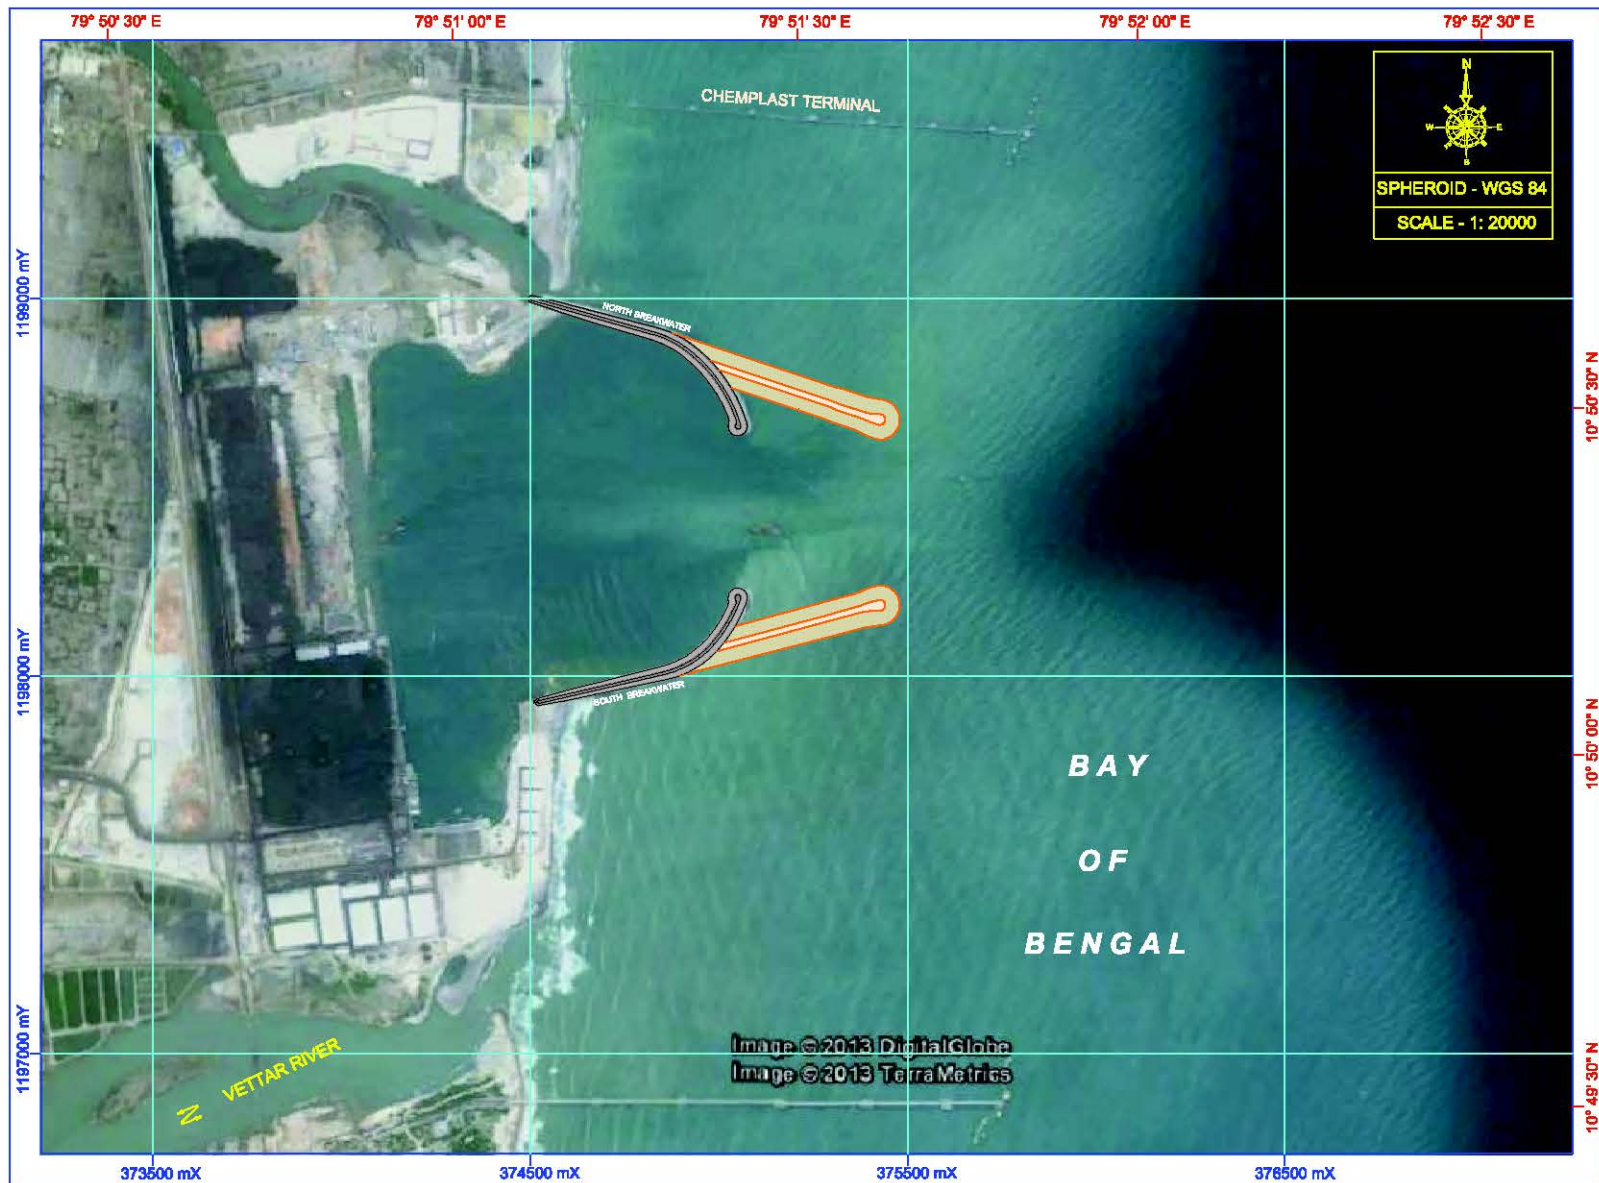 79° 50' 30" E
79° 51' 00" E
79° 51' 30" E
79° 52' 00" E
79° 52' 30" E
N
W
E
S
SPHEROID - WGS 84
SCALE - 1: 20000
CHEMPLAST TERMINAL
1199000 mY
NORTH BREAKWATER
10° 50' 30" N
1198000 mY
SOUTH BREAKWATER
10° 50' 00" N
BAY
OF
BENGAL
1197000 mY
VETTAR RIVER
Image © 2013 DigitalGlobe
Image © 2013 TerraMetrics
10° 49' 30" N
373500 mX
374500 mX
375500 mX
376500 mX